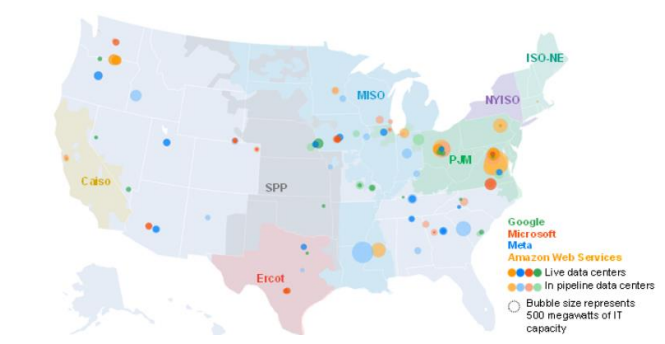 ISO-NE
MISO
NYISO
PJM
Caiso
SPP
Ercot
Google
Microsoft
Meta
Amazon Web Services
Live data centers
In pipeline data centers
Bubble size represents
500 megawatts of IT
capacity